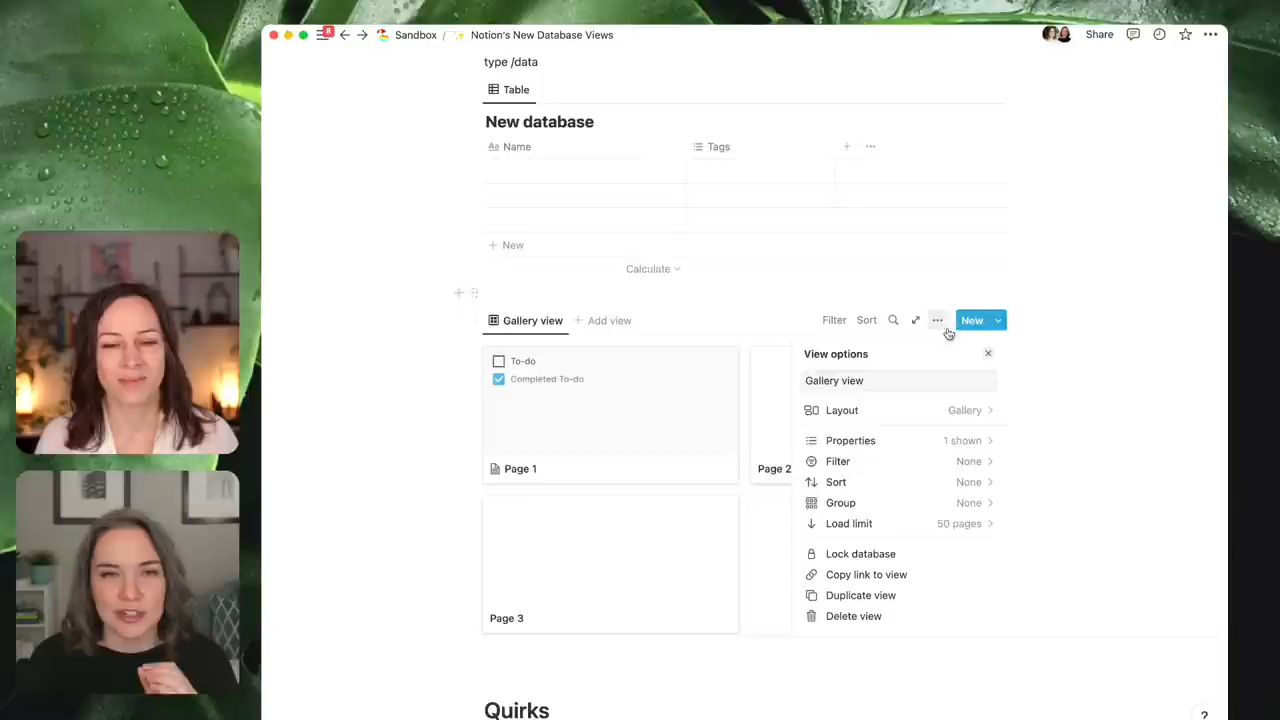 8
Sandbox / ✨ Notion's New Database Views
Share
type /data
Table
New database
Aa Name
Tags
+ New
Calculate
Gallery view
+ Add view
Filter
Sort
New
To-do
Completed To-do
Page 1
Page 2
Page 3
View options
Gallery view
Layout Gallery
Properties 1 shown
Filter None
Sort None
Group None
Load limit 50 pages
Lock database
Copy link to view
Duplicate view
Delete view
Quirks
?